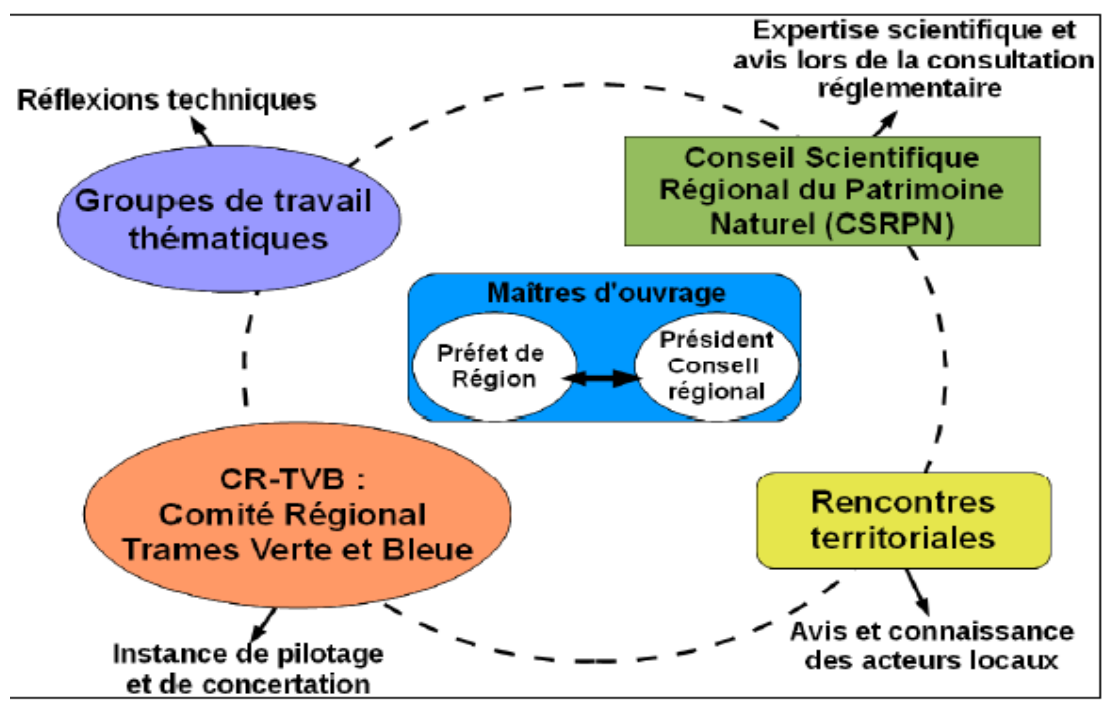 Expertise scientifique et
avis lors de la consultation
réglementaire
Réflexions techniques
Groupes de travail
thématiques
Conseil Scientifique
Régional du Patrimoine
Naturel (CSRPN)
Maîtres d'ouvrage
Préfet de
Région
Président
Conseil
régional
CR-TVB :
Comité Régional
Trames Verte et Bleue
Rencontres
territoriales
Instance de pilotage
et de concertation
Avis et connaissance
des acteurs locaux